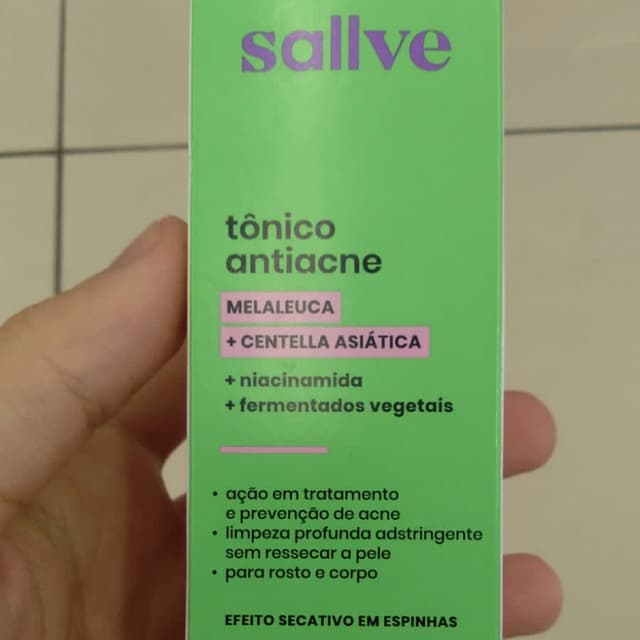 sallve
tônico
antiacne
MELALEUCA
+ CENTELLA ASIÁTICA
+ niacinamida
+ fermentados vegetais
• ação em tratamento
e prevenção de acne
• limpeza profunda adstringente
sem ressecar a pele
• para rosto e corpo
EFEITO SECATIVO EM ESPINHAS